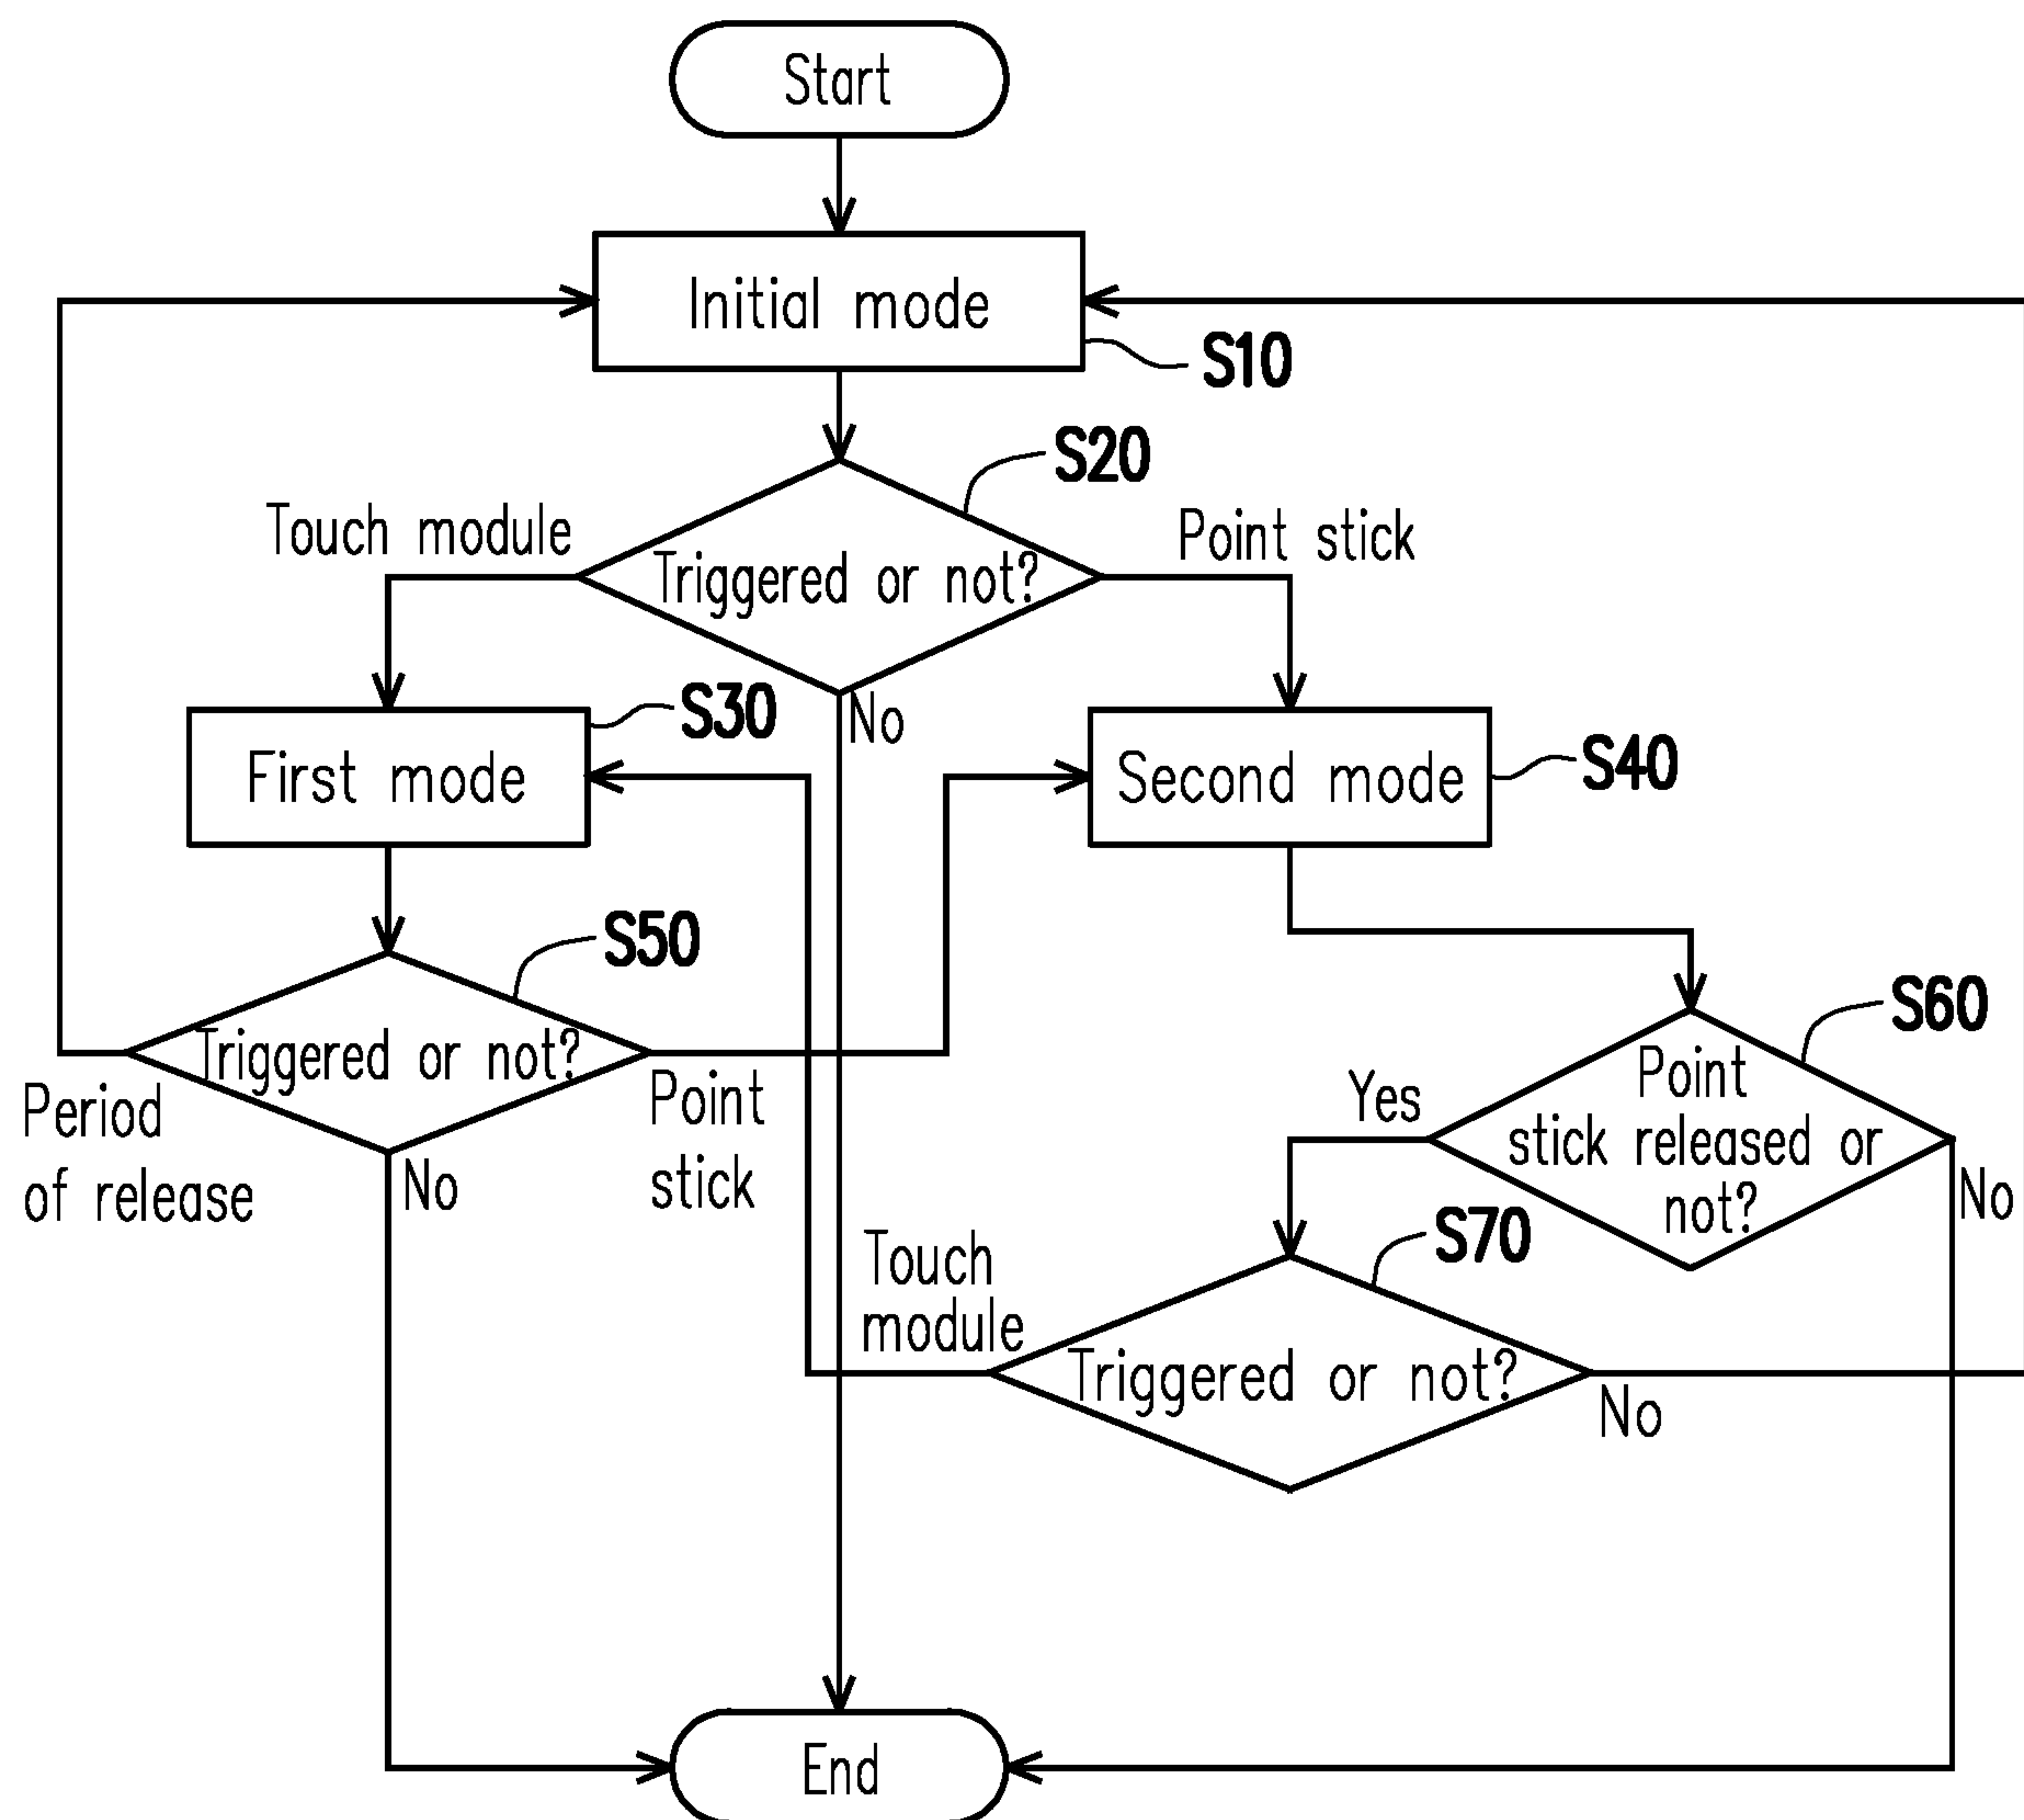 Start
Initial mode
S10
S20
Touch module
Point stick
Triggered or not?
No
S30
First mode
Second mode
S40
S50
Triggered or not?
Period
of release
No
Point
stick
S60
Point
stick released or
not?
Yes
No
S70
Touch
module
Triggered or not?
No
End